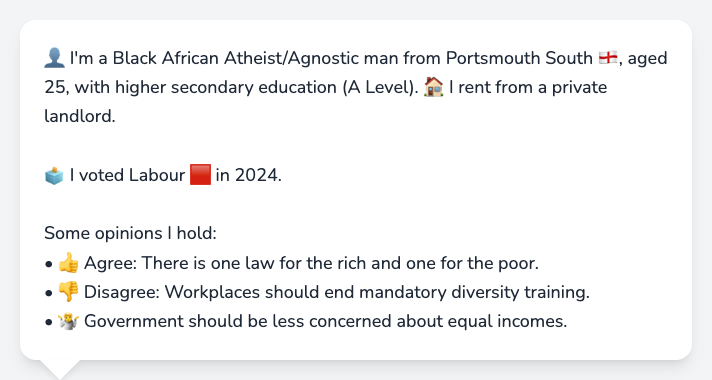 👤 I'm a Black African Atheist/Agnostic man from Portsmouth South 🏴󠁧󠁢󠁥󠁮󠁧󠁿, aged
25, with higher secondary education (A Level). 🏠 I rent from a private
landlord.
🗳️ I voted Labour 🟥 in 2024.
Some opinions I hold:
• 👍 Agree: There is one law for the rich and one for the poor.
• 👎 Disagree: Workplaces should end mandatory diversity training.
• 🤷 Government should be less concerned about equal incomes.